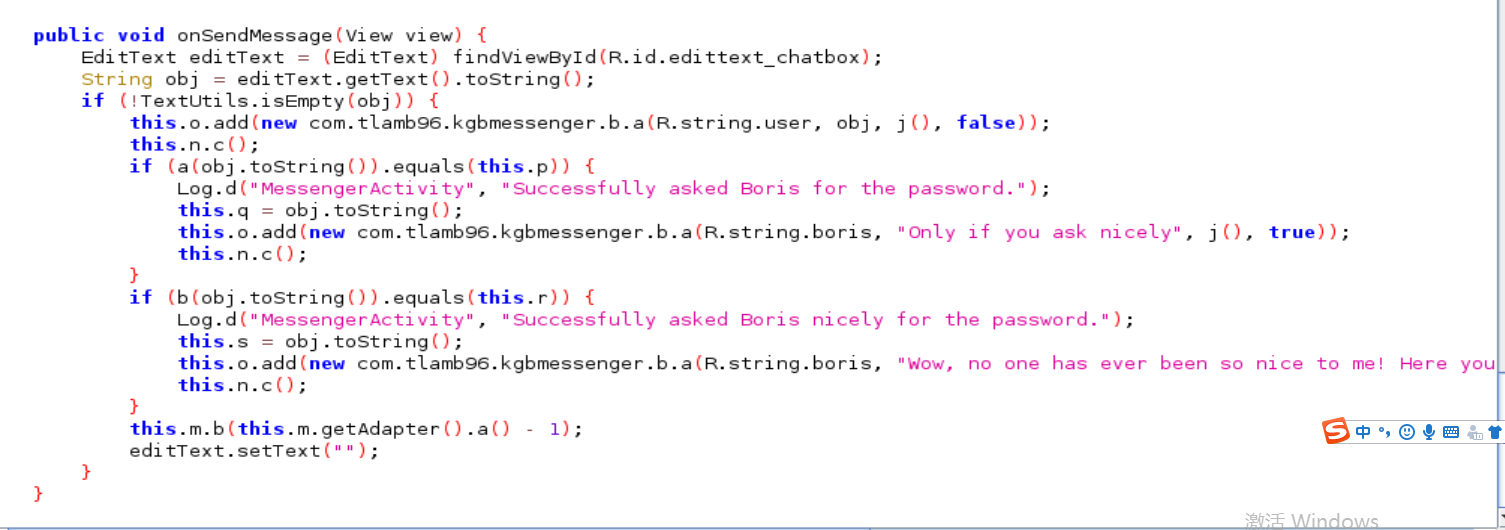 public void onSendMessage(View view) {
EditText editText = (EditText) findViewById(R.id.edittext_chatbox);
String obj = editText.getText().toString();
if (!TextUtils.isEmpty(obj)) {
this.o.add(new com.tlamb96.kgbmessenger.b.a(R.string.user, obj, j(), false));
this.n.c();
if (a(obj.toString()).equals(this.p)) {
Log.d("MessengerActivity", "Successfully asked Boris for the password.");
this.q = obj.toString();
this.o.add(new com.tlamb96.kgbmessenger.b.a(R.string.boris, "Only if you ask nicely", j(), true));
this.n.c();
}
if (b(obj.toString()).equals(this.r)) {
Log.d("MessengerActivity", "Successfully asked Boris nicely for the password.");
this.s = obj.toString();
this.o.add(new com.tlamb96.kgbmessenger.b.a(R.string.boris, "Wow, no one has ever been so nice to me! Here you
this.n.c();
}
this.m.b(this.m.getAdapter().a() - 1);
editText.setText("");
}
}
S 中
激活 Windows